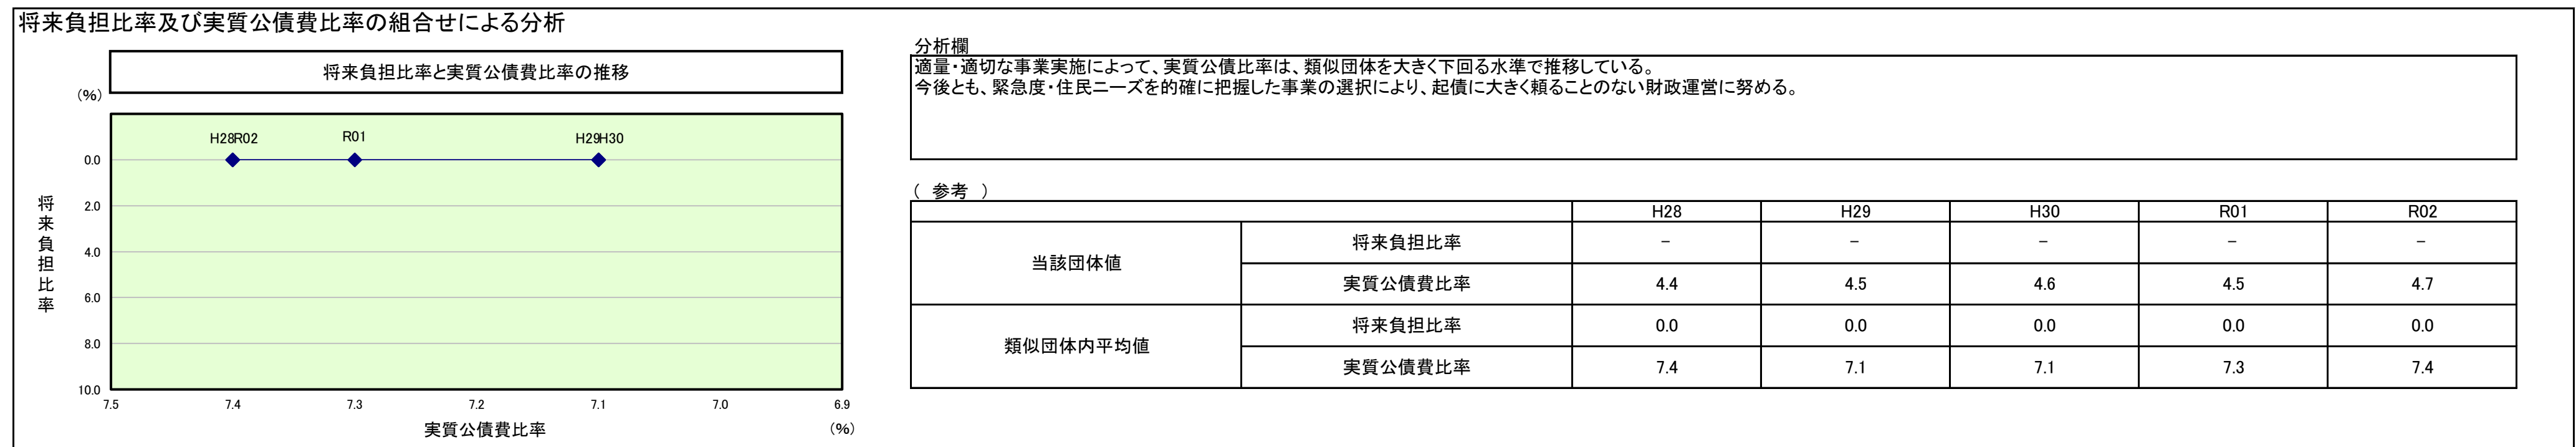 将来負担比率及び実質公債費比率の組合せによる分析
将来負担比率と実質公債費比率の推移
(%)
H28R02 R01 H29H30
0.0
2.0
4.0
6.0
8.0
10.0
将来負担比率
7.5 7.4 7.3 7.2 7.1 7.0 6.9
実質公債費比率 (%)
分析欄
適量・適切な事業実施によって、実質公債比率は、類似団体を大きく下回る水準で推移している。
今後とも、緊急度・住民ニーズを的確に把握した事業の選択により、起債に大きく頼ることのない財政運営に努める。
( 参考 )
H28 H29 H30 R01 R02
当該団体値
将来負担比率 - - - - -
実質公債費比率 4.4 4.5 4.6 4.5 4.7
類似団体内平均値
将来負担比率 0.0 0.0 0.0 0.0 0.0
実質公債費比率 7.4 7.1 7.1 7.3 7.4